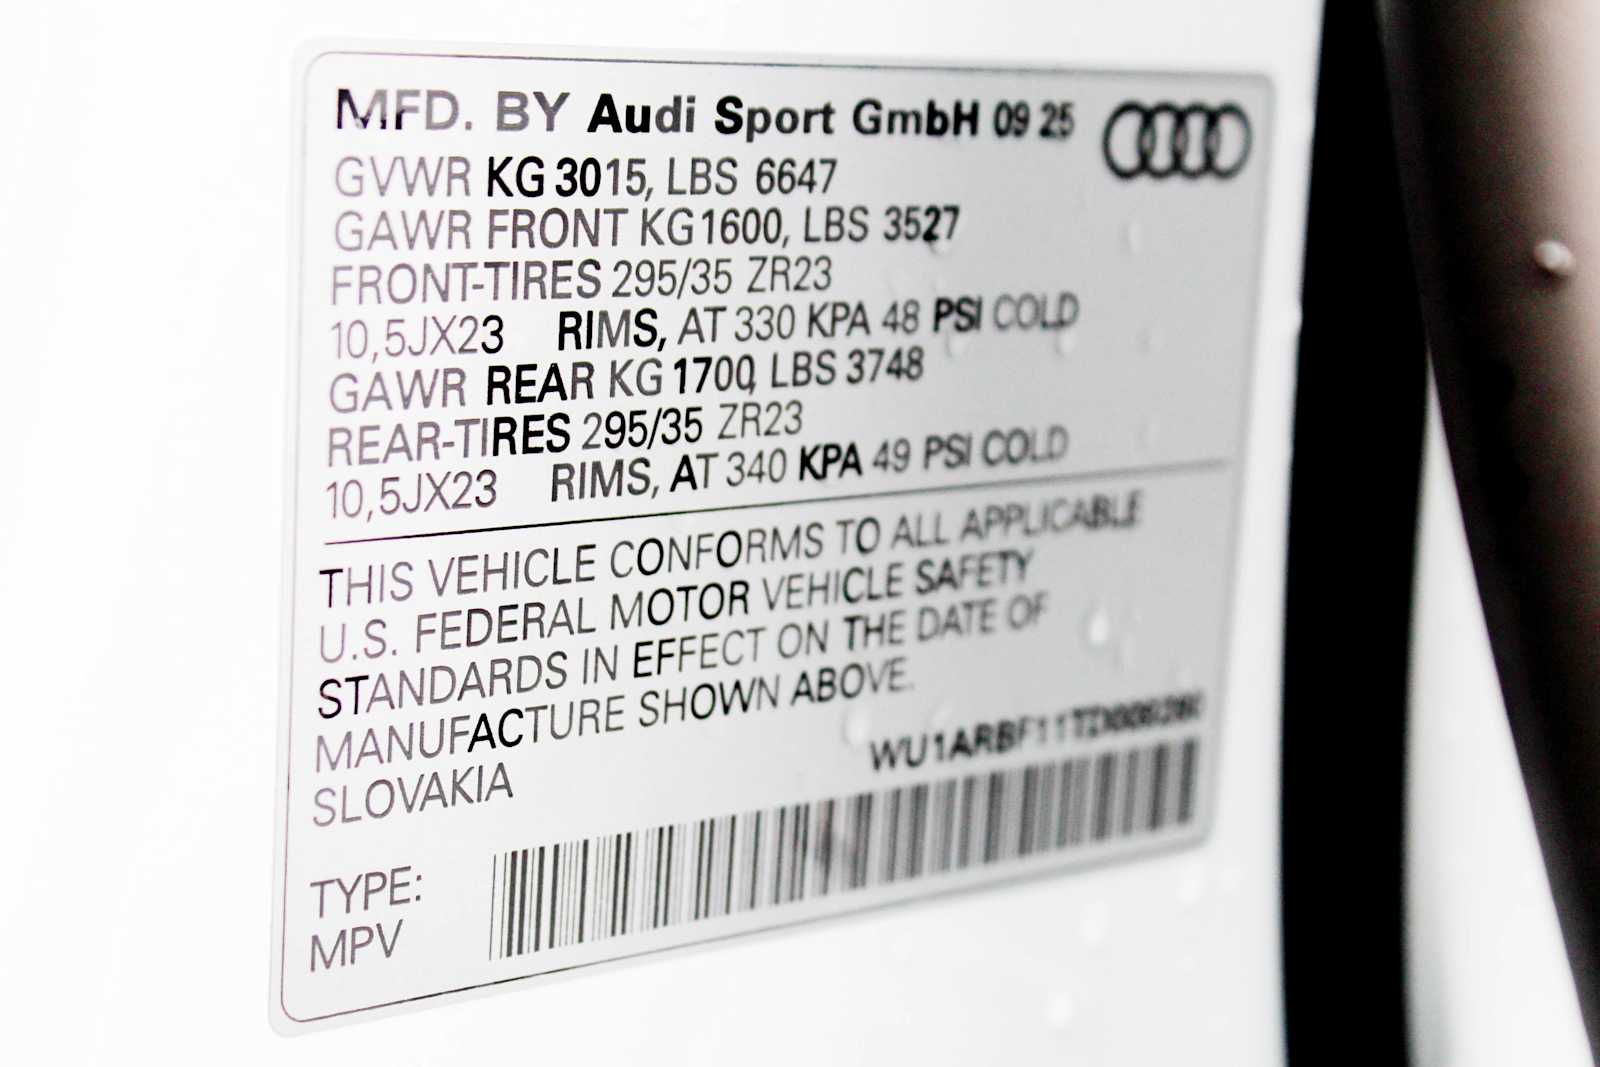 MFD. BY Audi Sport GmbH 09 25
GVWR KG 3015, LBS 6647
GAWR FRONT KG 1600, LBS 3527
FRONT-TIRES 295/35 ZR23
10,5JX23 RIMS, AT 330 KPA 48 PSI COLD
GAWR REAR KG 1700, LBS 3748
REAR-TIRES 295/35 ZR23
10,5JX23 RIMS, AT 340 KPA 49 PSI COLD
THIS VEHICLE CONFORMS TO ALL APPLICABLE
U.S. FEDERAL MOTOR VEHICLE SAFETY
STANDARDS IN EFFECT ON THE DATE OF
MANUFACTURE SHOWN ABOVE.
SLOVAKIA
TYPE:
MPV